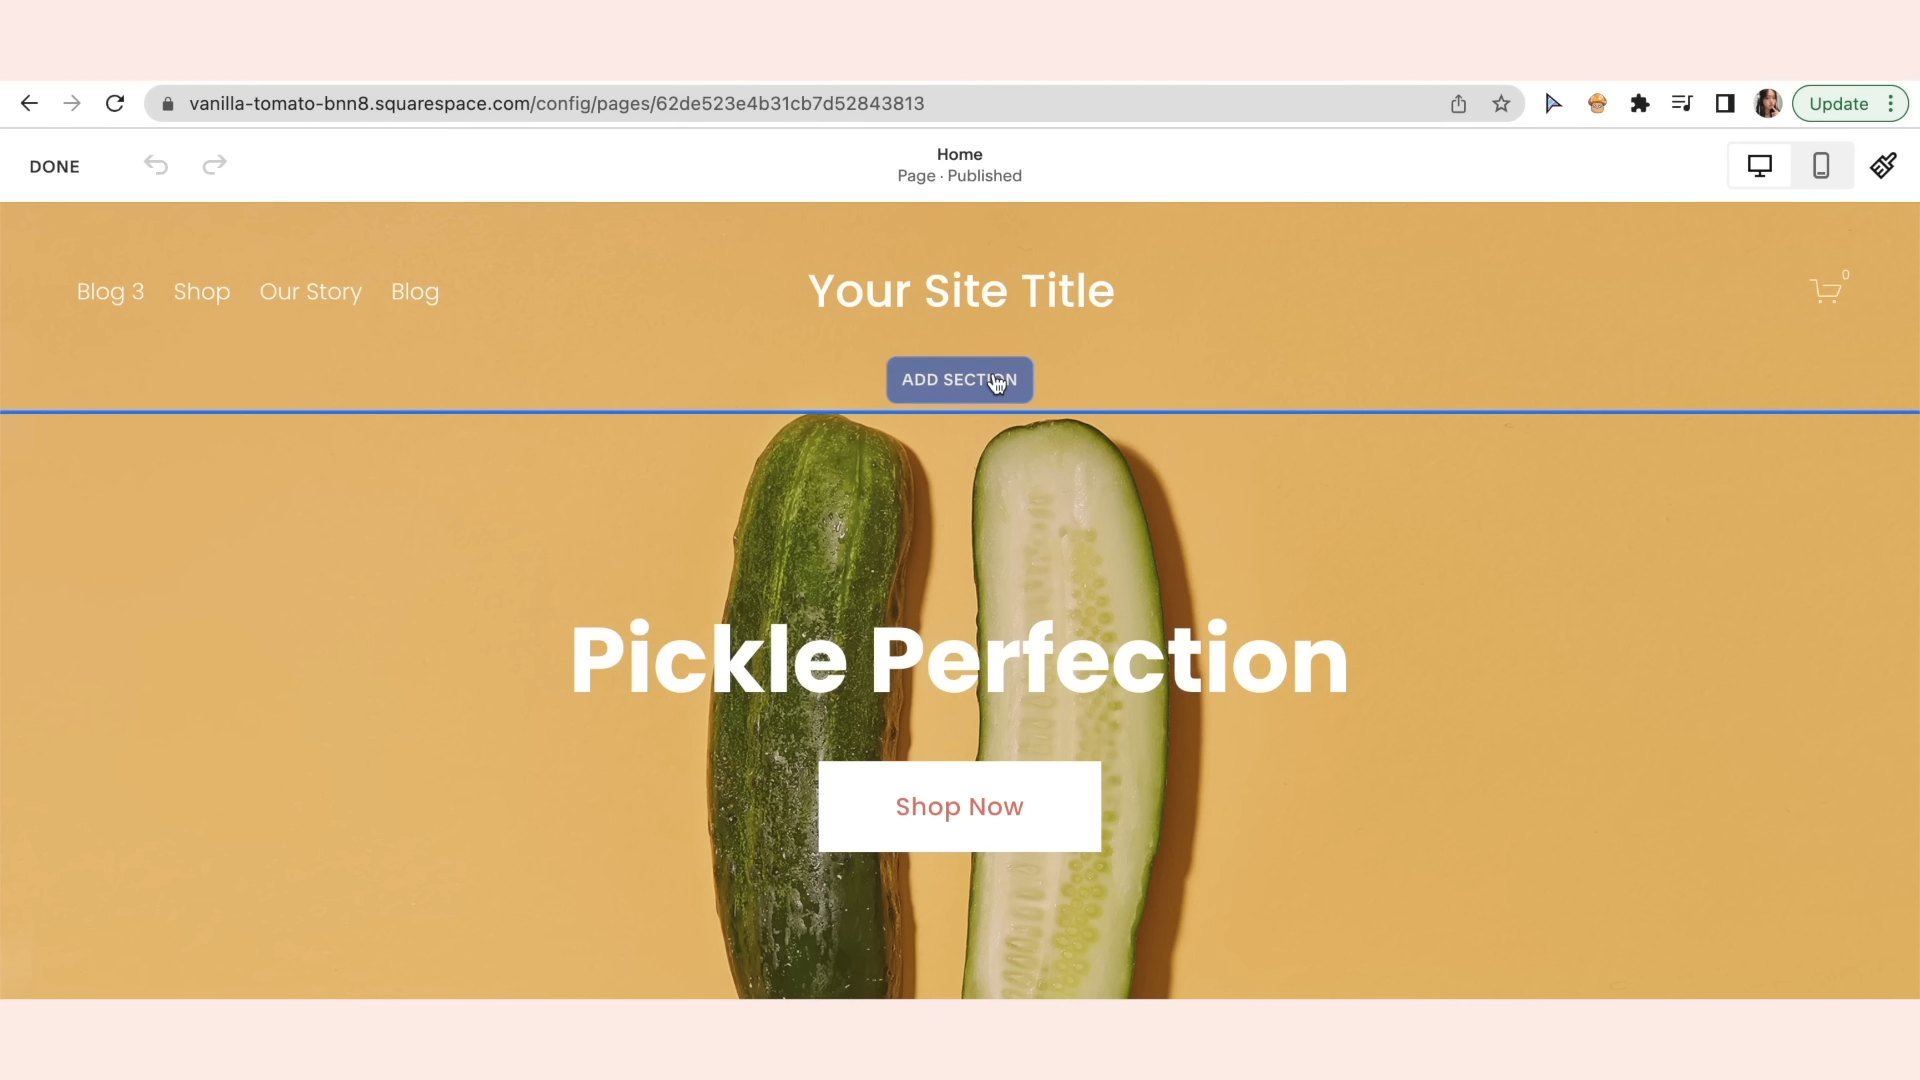 vanilla-tomato-bnn8.squarespace.com/config/pages/62de523e4b31cb7d52843813
Update
DONE
Home
Page · Published
Blog 3 Shop Our Story Blog
Your Site Title
0
ADD SECTION
Pickle Perfection
Shop Now